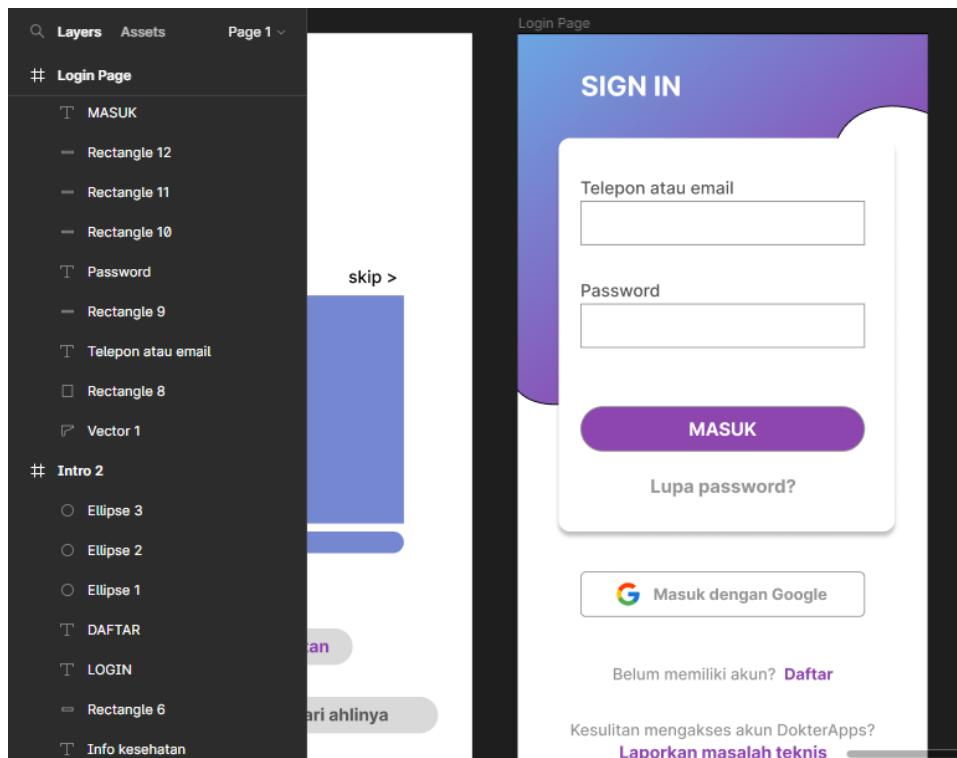 Layers Assets Page 1
Login Page
MASUK
Rectangle 12
Rectangle 11
Rectangle 10
Password
Rectangle 9
Telepon atau email
Rectangle 8
Vector 1
Intro 2
Ellipse 3
Ellipse 2
Ellipse 1
DAFTAR
LOGIN
Rectangle 6
Info kesehatan
skip >
kan
ari ahlinya
Login Page
SIGN IN
Telepon atau email
Password
MASUK
Lupa password?
Masuk dengan Google
Belum memiliki akun? Daftar
Kesulitan mengakses akun DokterApps?
Laporkan masalah teknis